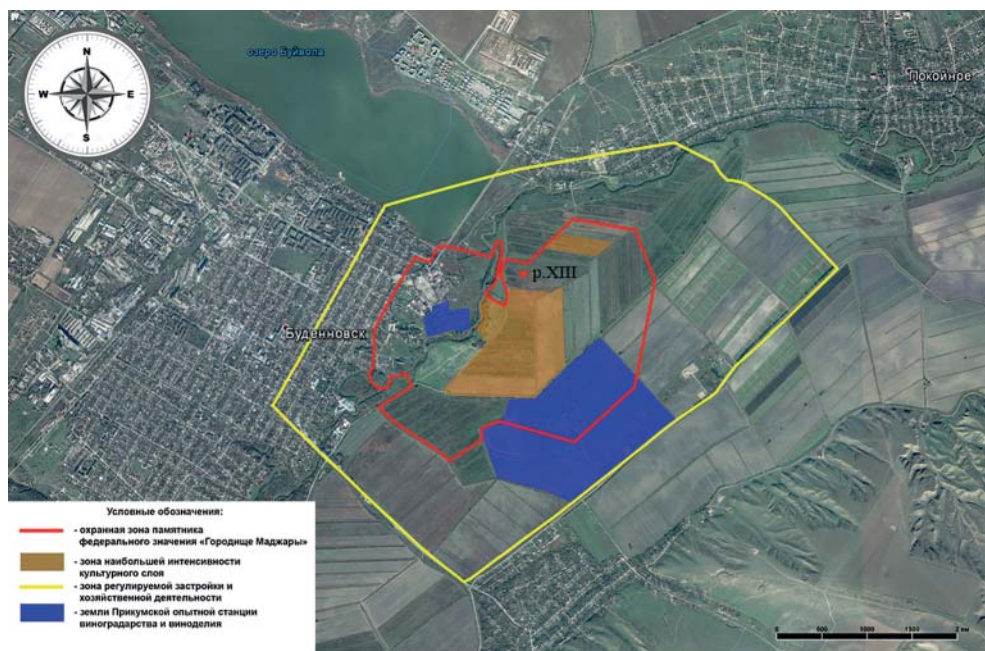 N
W
E
S
озеро Буйвола
Покойное
р.XIII
Буденновск
Условные обозначения:
- охранная зона памятника
федерального значения «Городище Маджары»
- зона наибольшей интенсивности
культурного слоя
- зона регулируемой застройки и
хозяйственной деятельности
- земли Прикумской опытной станции
виноградарства и виноделия
0 500 1000 1500 2 км